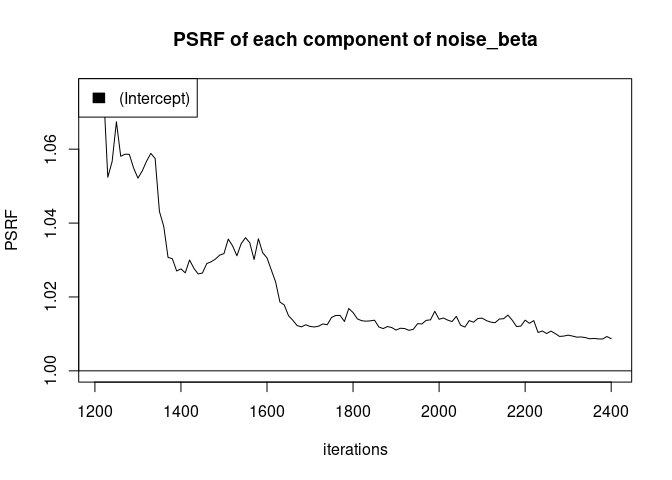 PSRF of each component of noise_beta
(Intercept)
PSRF
1.06
1.04
1.02
1.00
1200 1400 1600 1800 2000 2200 2400
iterations